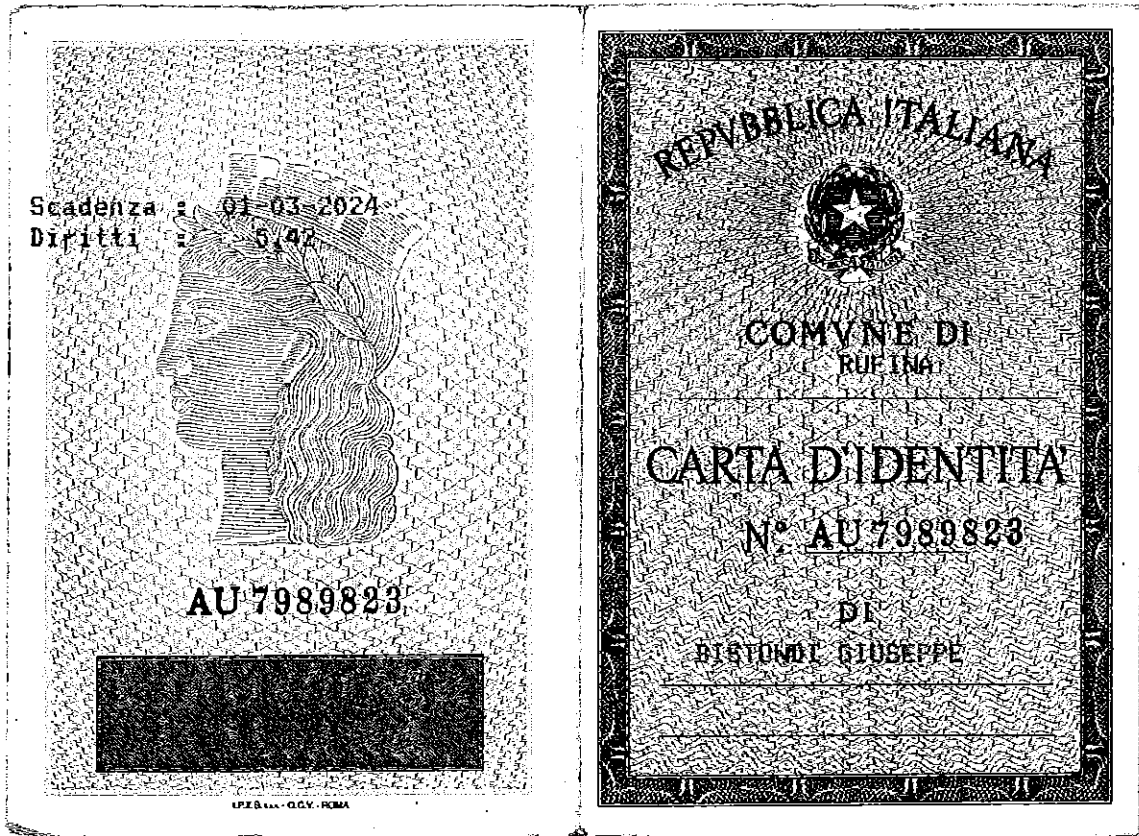 Scadenza : 01-03-2024
Diritti : 5,42
AU 7989823
I.P.Z.S. s.p.a. - O.C.V. - ROMA
REPVBBLICA ITALIANA
COMVNE DI
RUFINA
CARTA D'IDENTITA'
N° AU 7989823
DI
BISTONDI GIUSEPPE